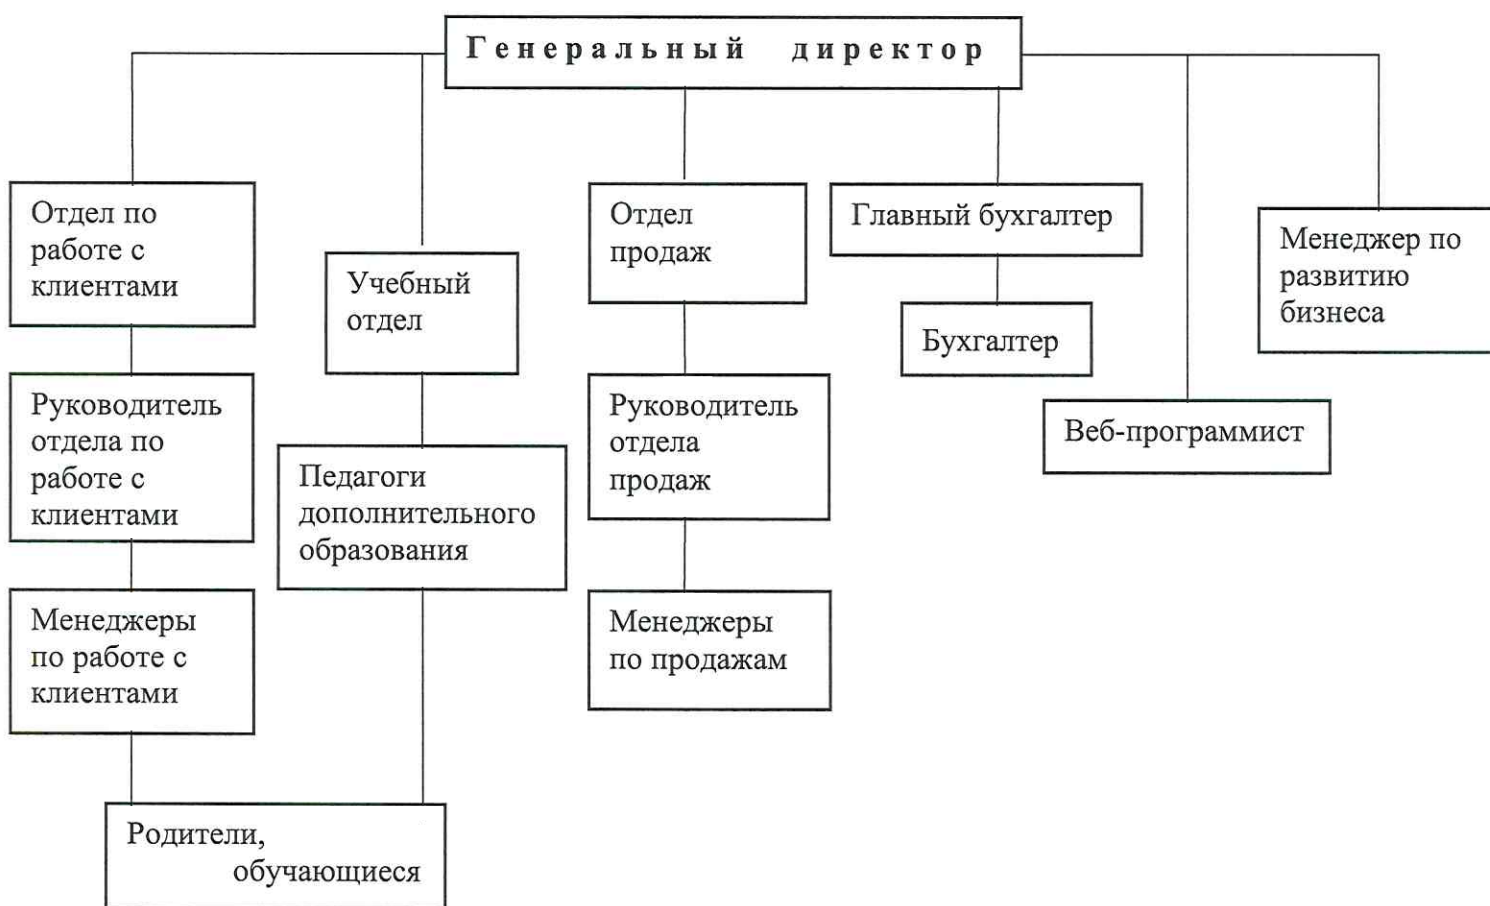 Генеральный директор
Отдел по
работе с
клиентами
Учебный
отдел
Отдел
продаж
Главный бухгалтер
Менеджер по
развитию
бизнеса
Бухгалтер
Руководитель
отдела по
работе с
клиентами
Педагоги
дополнительного
образования
Руководитель
отдела
продаж
Веб-программист
Менеджеры
по работе с
клиентами
Менеджеры
по продажам
Родители,
обучающиеся